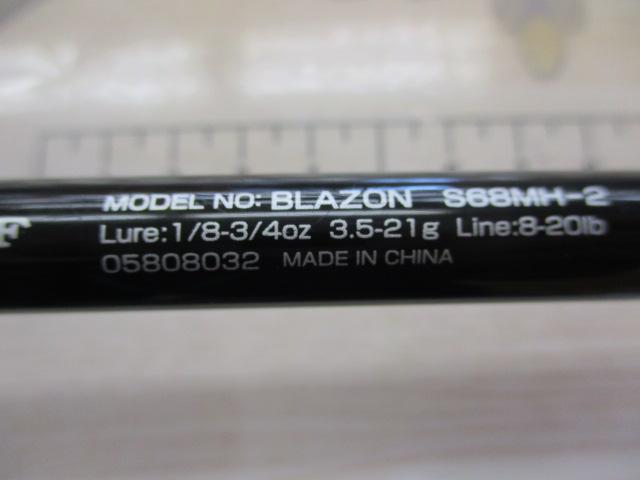 MODEL NO: BLAZON S68MH-2
F Lure:1/8-3/4oz 3.5-21g Line:8-20lb
05808032 MADE IN CHINA